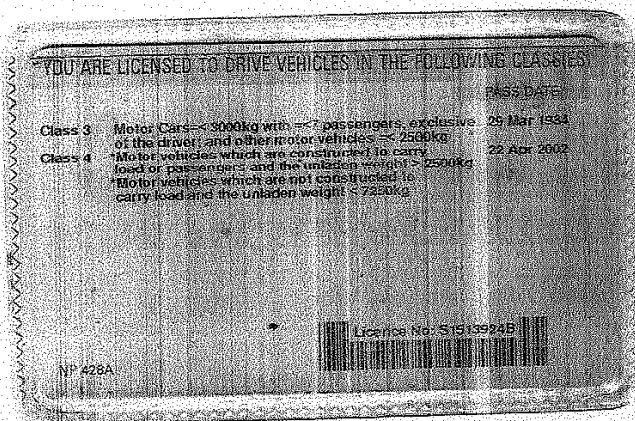 YOU ARE LICENSED TO DRIVE VEHICLES IN THE FOLLOWING CLASS(ES)
PASS DATE
Class 3 Motor Cars =< 3000kg with =<7 passengers, exclusive 29 Mar 1984
of the driver; and other motor vehicles =< 2500kg
Class 4 *Motor vehicles which are constructed to carry 22 Apr 2002
load or passengers and the unladen weight > 2500kg
*Motor vehicles which are not constructed to
carry load and the unladen weight < 7250kg
Licence No: S1513924B
NP 428A